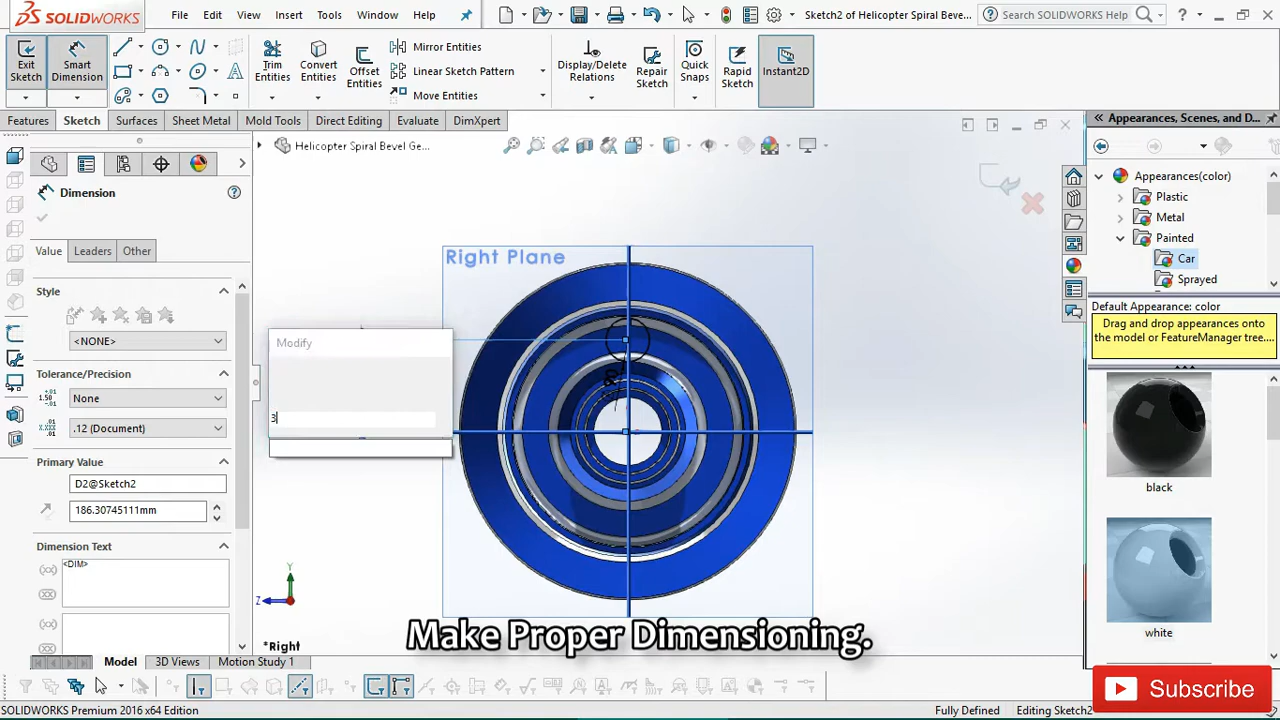 SOLIDWORKS File Edit View Insert Tools Window Help Sketch2 of Helicopter Spiral Beve... Search SOLIDWORKS Help
Exit Sketch Smart Dimension Trim Entities Convert Entities Offset Entities Mirror Entities Linear Sketch Pattern Move Entities Display/Delete Relations Repair Sketch Quick Snaps Rapid Sketch Instant2D
Features Sketch Surfaces Sheet Metal Mold Tools Direct Editing Evaluate DimXpert
Appearances, Scenes, and D...
Helicopter Spiral Bevel Ge...
Dimension
Value Leaders Other
Style
<NONE>
Tolerance/Precision
None
.12 (Document)
Primary Value
D2@Sketch2
186.30745111mm
Dimension Text
<DIM>
Right Plane
Modify
3
Y
Z
*Right
Make Proper Dimensioning.
Appearances(color)
Plastic
Metal
Painted
Car
Sprayed
Default Appearance: color
Drag and drop appearances onto
the model or FeatureManager tree....
black
white
Model 3D Views Motion Study 1
Subscribe
SOLIDWORKS Premium 2016 x64 Edition Fully Defined Editing Sketch2